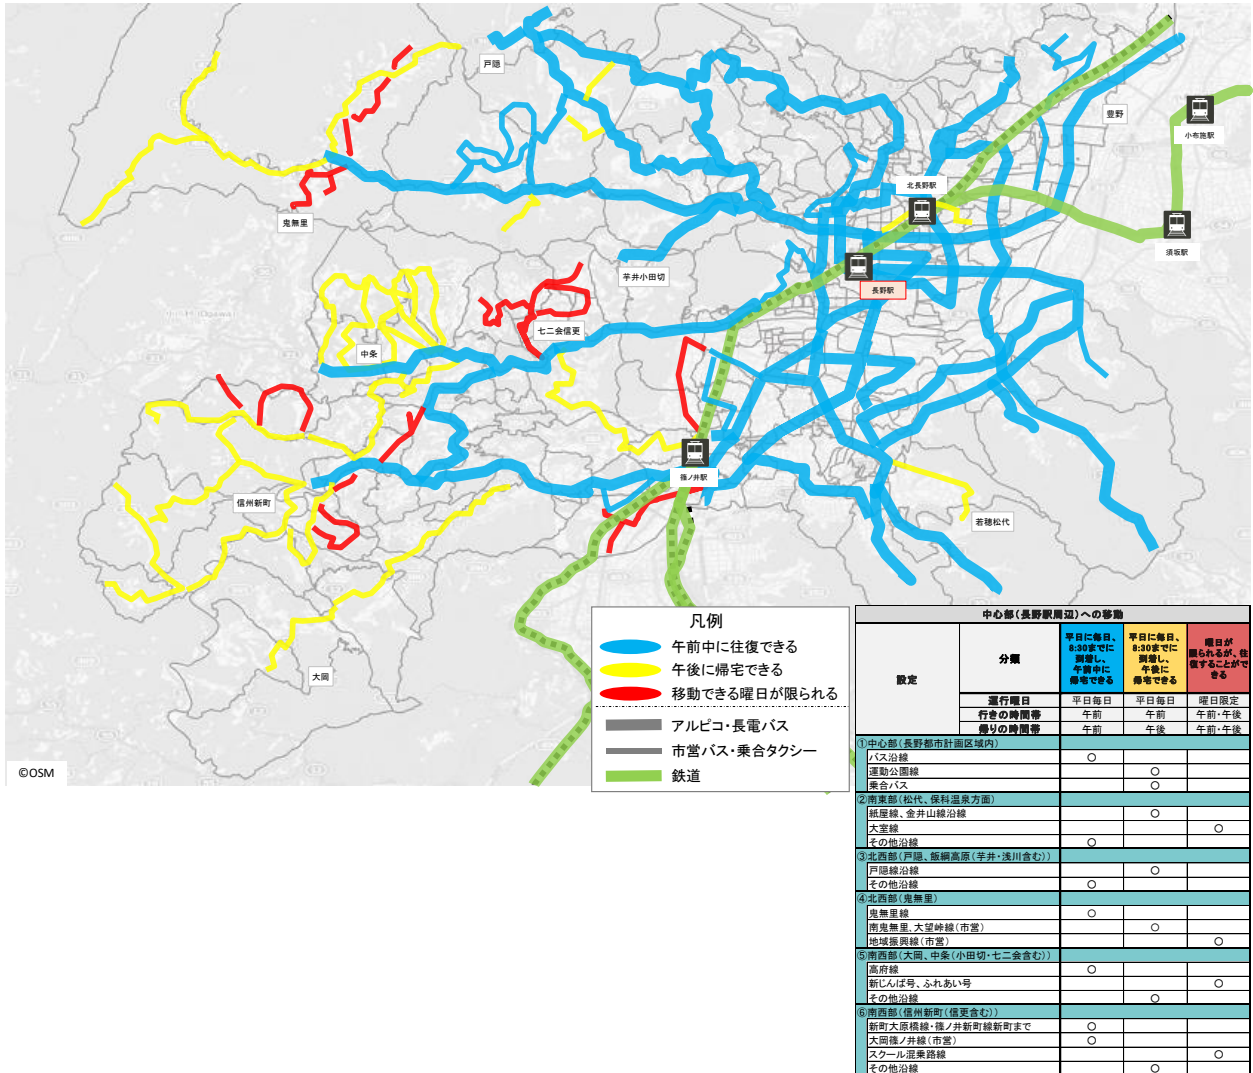 戸隠
豊野
小布施駅
北長野駅
鬼無里
須坂駅
芋井小田切
長野駅
七二会信更
中条
篠ノ井駅
信州新町
若穂松代
大岡
©OSM
凡例
午前中に往復できる
午後に帰宅できる
移動できる曜日が限られる
アルピコ・長電バス
市営バス・乗合タクシー
鉄道
中心部(長野駅周辺)への移動
設定
分類
平日に毎日、
8:30までに
到着し、
午前中に
帰宅できる
平日に毎日、
8:30までに
到着し、
午後に
帰宅できる
曜日が
限られるが、往
復することがで
きる
運行曜日 平日毎日 平日毎日 曜日限定
行きの時間帯 午前 午前 午前・午後
帰りの時間帯 午前 午後 午前・午後
①中心部(長野都市計画区域内)
バス沿線 ○
運動公園線 ○
乗合バス ○
②南東部(松代、保科温泉方面)
紙屋線、金井山線沿線 ○
大室線 ○
その他沿線 ○
③北西部(戸隠、飯綱高原(芋井・浅川含む))
戸隠線沿線 ○
その他沿線 ○
④北西部(鬼無里)
鬼無里線 ○
南鬼無里、大望峠線(市営) ○
地域振興線(市営) ○
⑤南西部(大岡、中条(小田切・七二会含む))
高府線 ○
新じんば号、ふれあい号 ○
その他沿線 ○
⑥南西部(信州新町(信更含む))
新町大原橋線・篠ノ井新町線新町まで ○
大岡篠ノ井線(市営) ○
スクール混乗路線 ○
その他沿線 ○